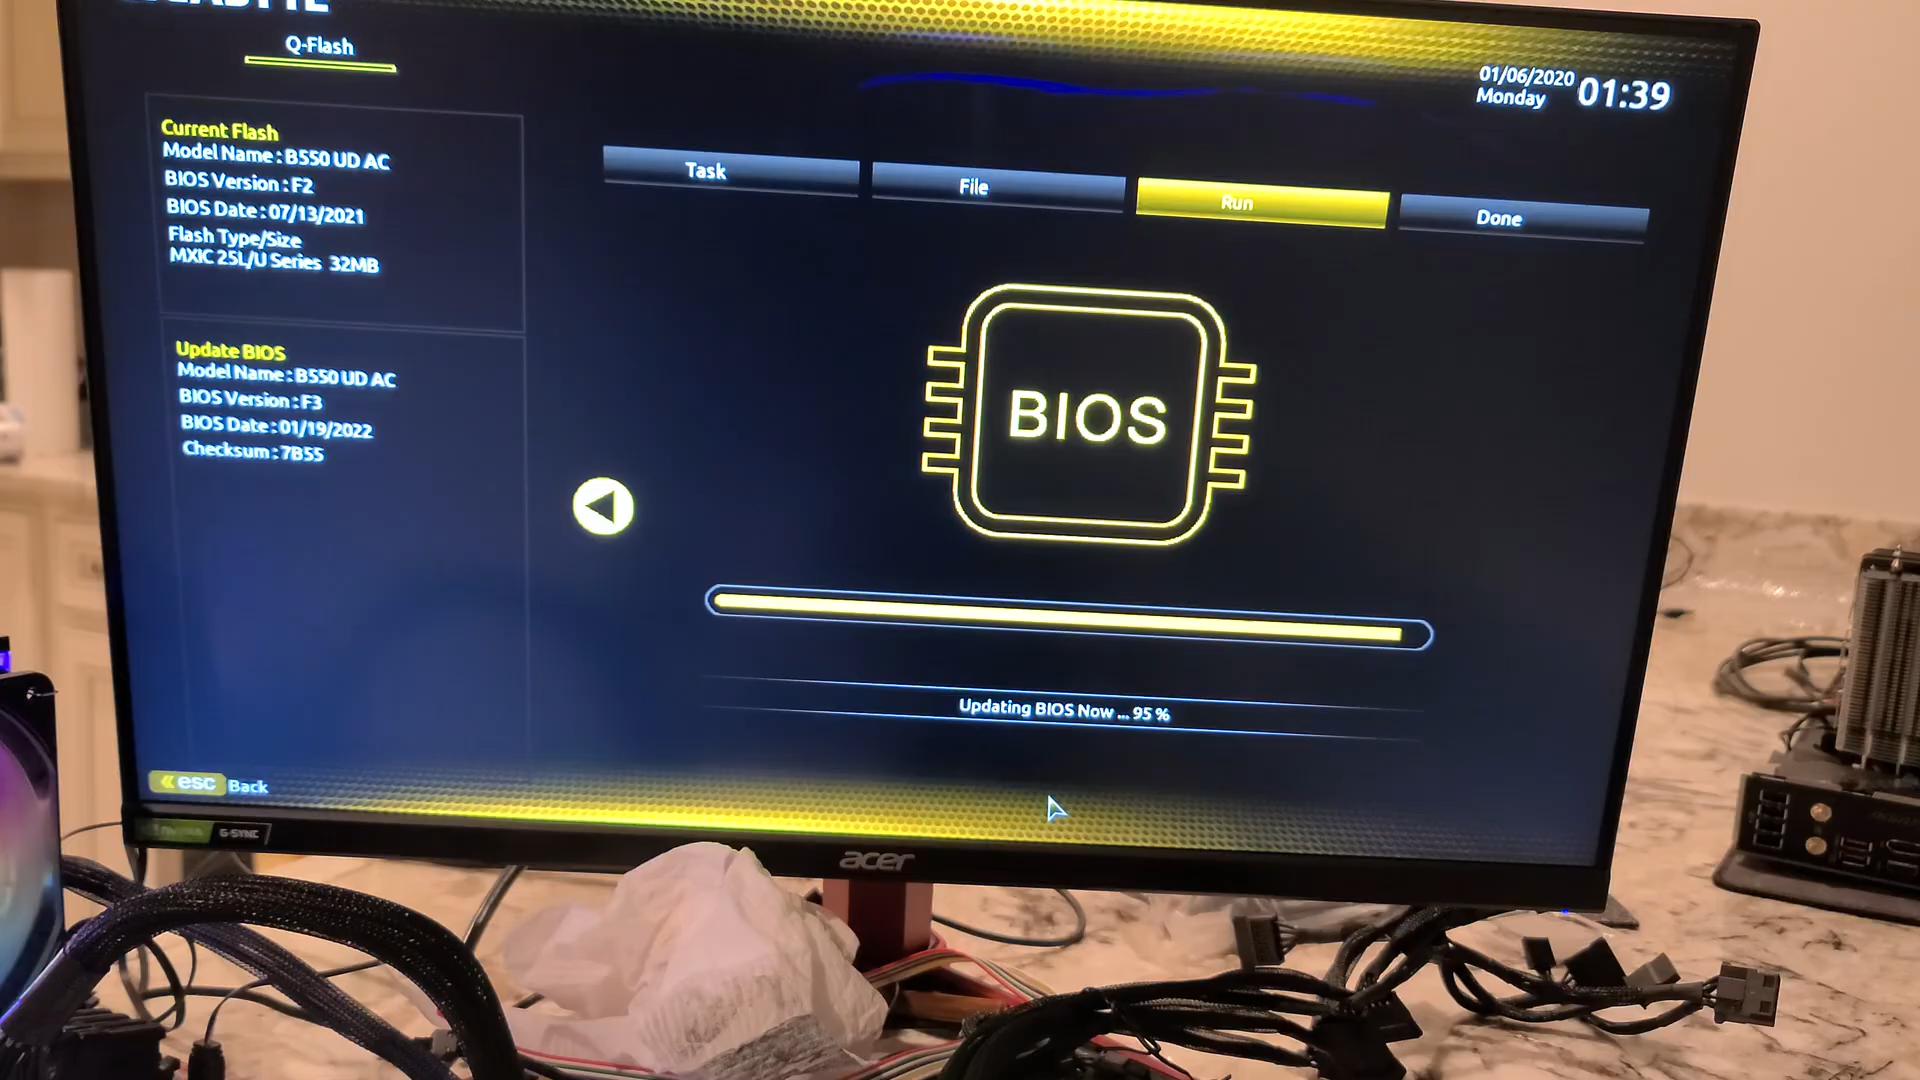 Q-Flash
01/06/2020
Monday
01:39
Current Flash
Model Name : B550 UD AC
BIOS Version : F2
BIOS Date : 07/13/2021
Flash Type/Size
MXIC 25L/U Series 32MB
Task
File
Run
Done
BIOS
Update BIOS
Model Name : B550 UD AC
BIOS Version : F3
BIOS Date : 01/19/2022
Checksum : 7B55
Updating BIOS Now ... 95 %
esc Back
G-SYNC
acer